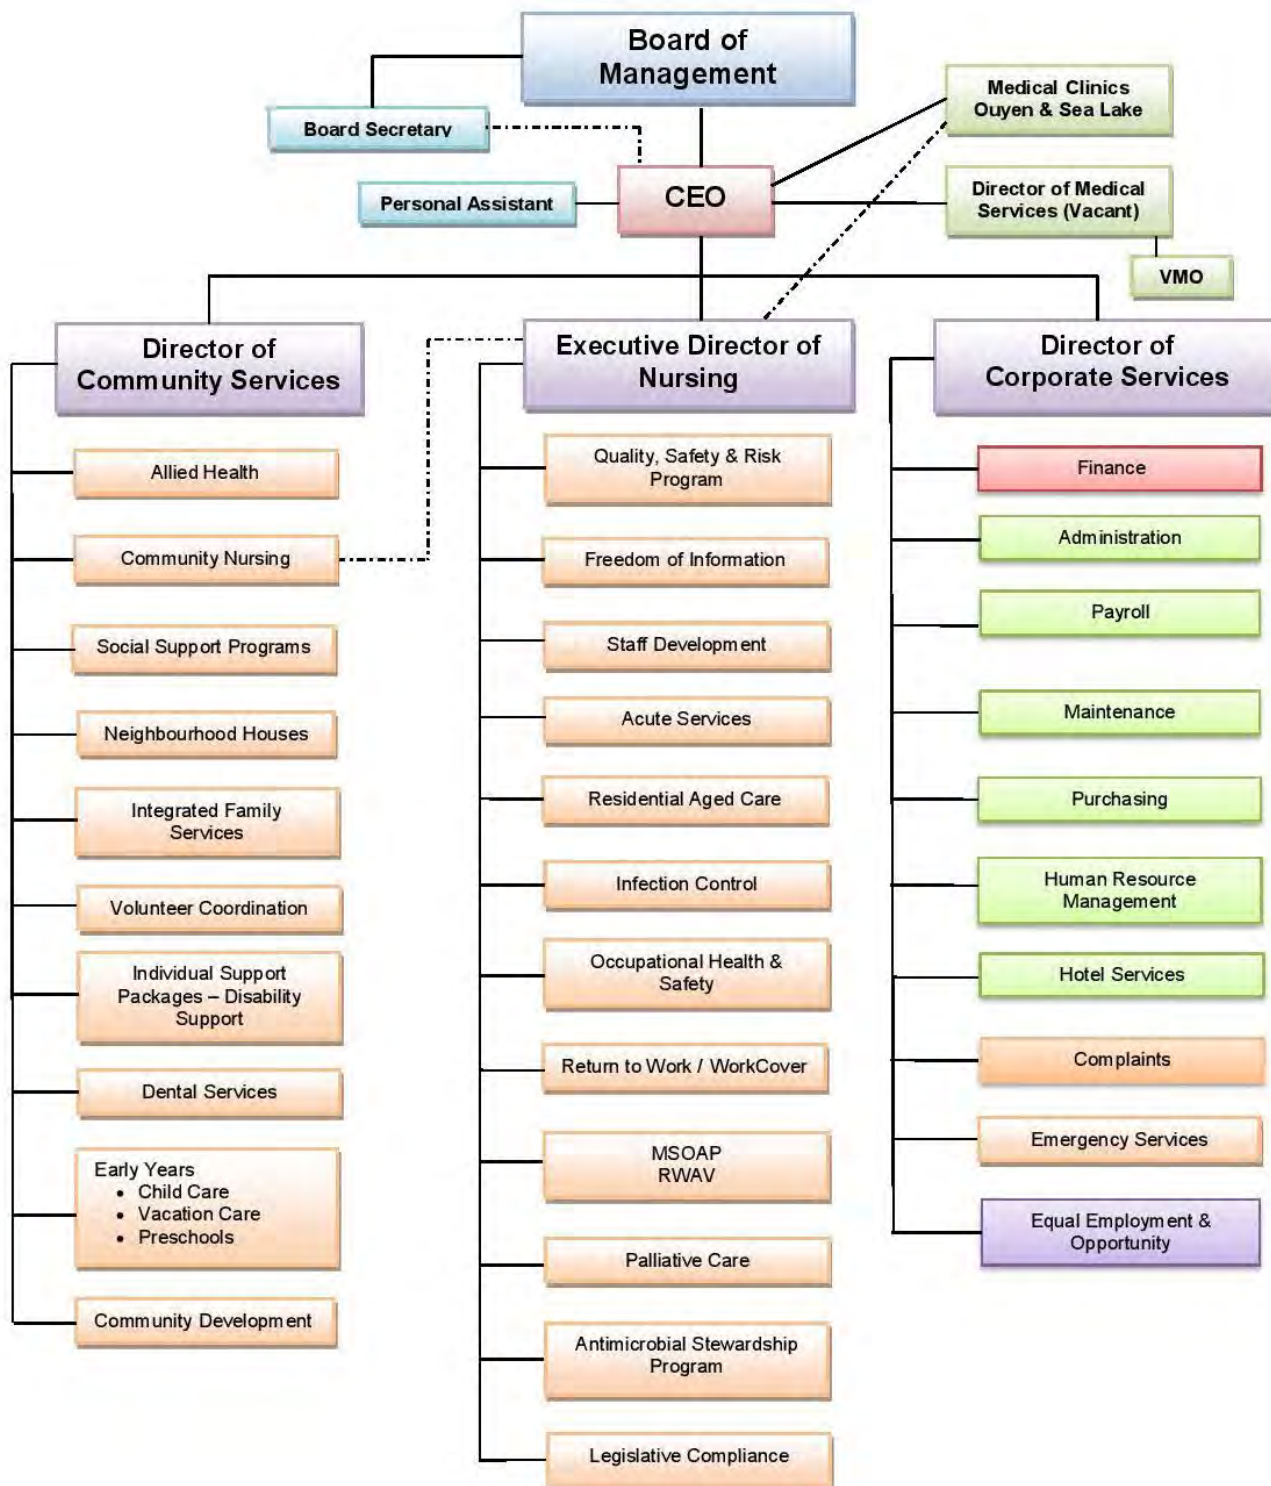 Board of
Management
Medical Clinics
Ouyen & Sea Lake
Board Secretary
CEO
Personal Assistant
Director of Medical
Services (Vacant)
VMO
Director of
Community Services
Executive Director of
Nursing
Director of
Corporate Services
Allied Health
Community Nursing
Social Support Programs
Neighbourhood Houses
Integrated Family
Services
Volunteer Coordination
Individual Support
Packages – Disability
Support
Dental Services
Early Years
• Child Care
• Vacation Care
• Preschools
Community Development
Quality, Safety & Risk
Program
Freedom of Information
Staff Development
Acute Services
Residential Aged Care
Infection Control
Occupational Health &
Safety
Return to Work / WorkCover
MSOAP
RWAV
Palliative Care
Antimicrobial Stewardship
Program
Legislative Compliance
Finance
Administration
Payroll
Maintenance
Purchasing
Human Resource
Management
Hotel Services
Complaints
Emergency Services
Equal Employment &
Opportunity